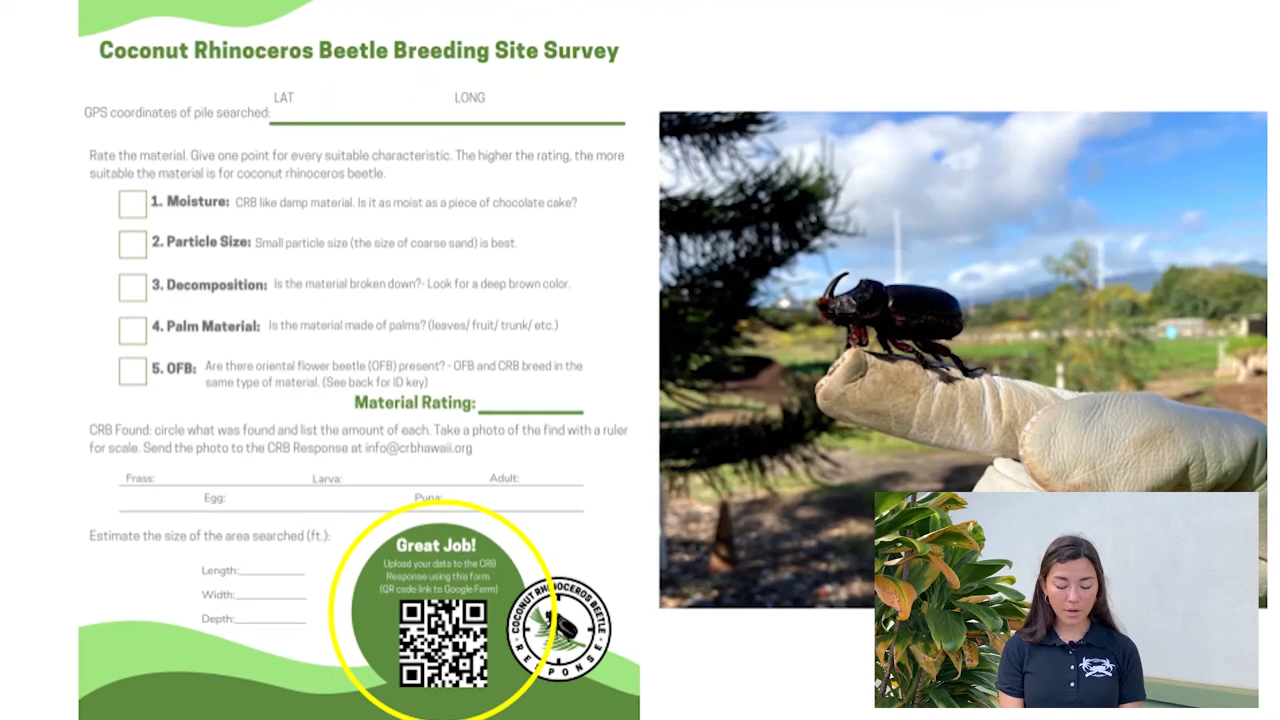 Coconut Rhinoceros Beetle Breeding Site Survey
LAT LONG
GPS coordinates of pile searched:
Rate the material. Give one point for every suitable characteristic. The higher the rating, the more
suitable the material is for coconut rhinoceros beetle.
1. Moisture: CRB like damp material. Is it as moist as a piece of chocolate cake?
2. Particle Size: Small particle size (the size of coarse sand) is best.
3. Decomposition: Is the material broken down?- Look for a deep brown color.
4. Palm Material: Is the material made of palms? (leaves/ fruit/ trunk/ etc.)
5. OFB: Are there oriental flower beetle (OFB) present? - OFB and CRB breed in the
same type of material. (See back for ID key)
Material Rating:
CRB Found: circle what was found and list the amount of each. Take a photo of the find with a ruler
for scale. Send the photo to the CRB Response at info@crbhawaii.org
Frass: Larva: Adult:
Egg: Pupa:
Estimate the size of the area searched (ft.):
Length:
Width:
Depth:
Great Job!
Upload your data to the CRB
Response using this form.
(QR code link to Google Form)
COCONUT RHINOCEROS BEETLE
RESPONSE